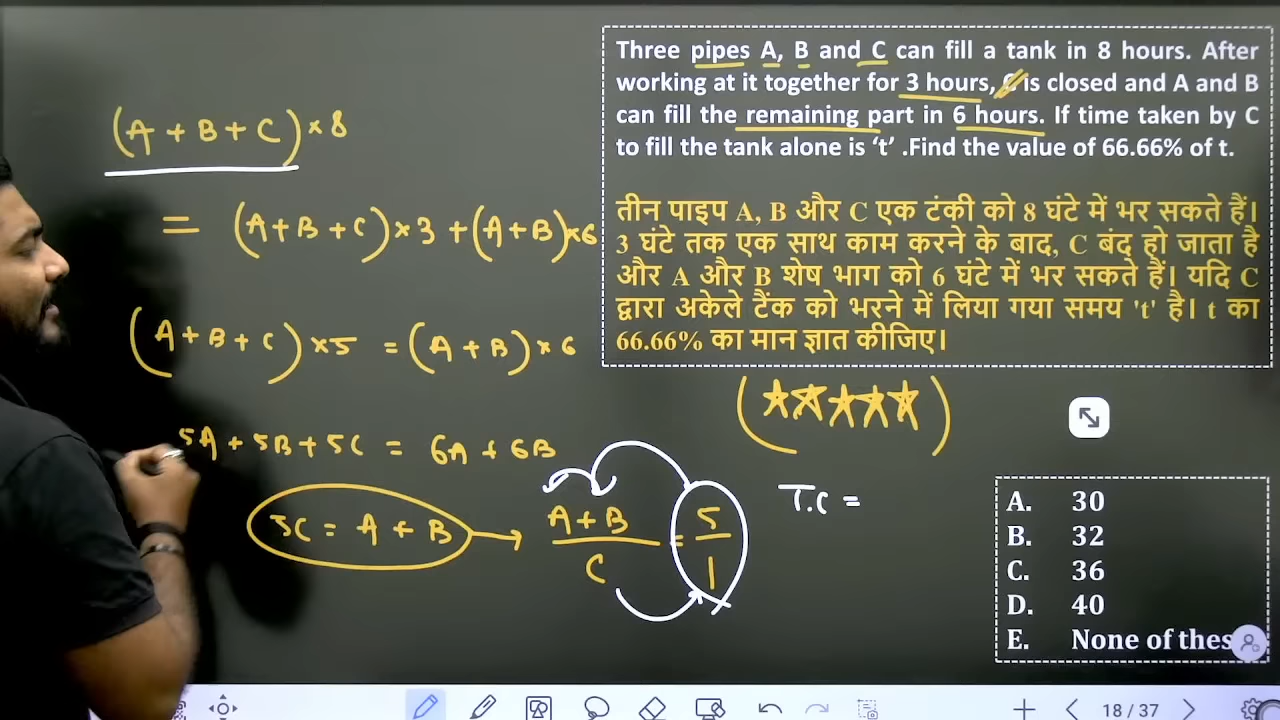 Three pipes A, B and C can fill a tank in 8 hours. After
working at it together for 3 hours, C is closed and A and B
can fill the remaining part in 6 hours. If time taken by C
to fill the tank alone is ‘t’ .Find the value of 66.66% of t.
तीन पाइप A, B और C एक टंकी को 8 घंटे में भर सकते हैं।
3 घंटे तक एक साथ काम करने के बाद, C बंद हो जाता है
और A और B शेष भाग को 6 घंटे में भर सकते हैं। यदि C
द्वारा अकेले टैंक को भरने में लिया गया समय 't' है। t का
66.66% का मान ज्ञात कीजिए।
(A + B + C) × 8
= (A + B + C) × 3 + (A + B) × 6
(A + B + C) × 5 = (A + B) × 6
5A + 5B + 5C = 6A + 6B
5C = A + B → A + B / C = 5 / 1
T.C =
A. 30
B. 32
C. 36
D. 40
E. None of thes
18 / 37